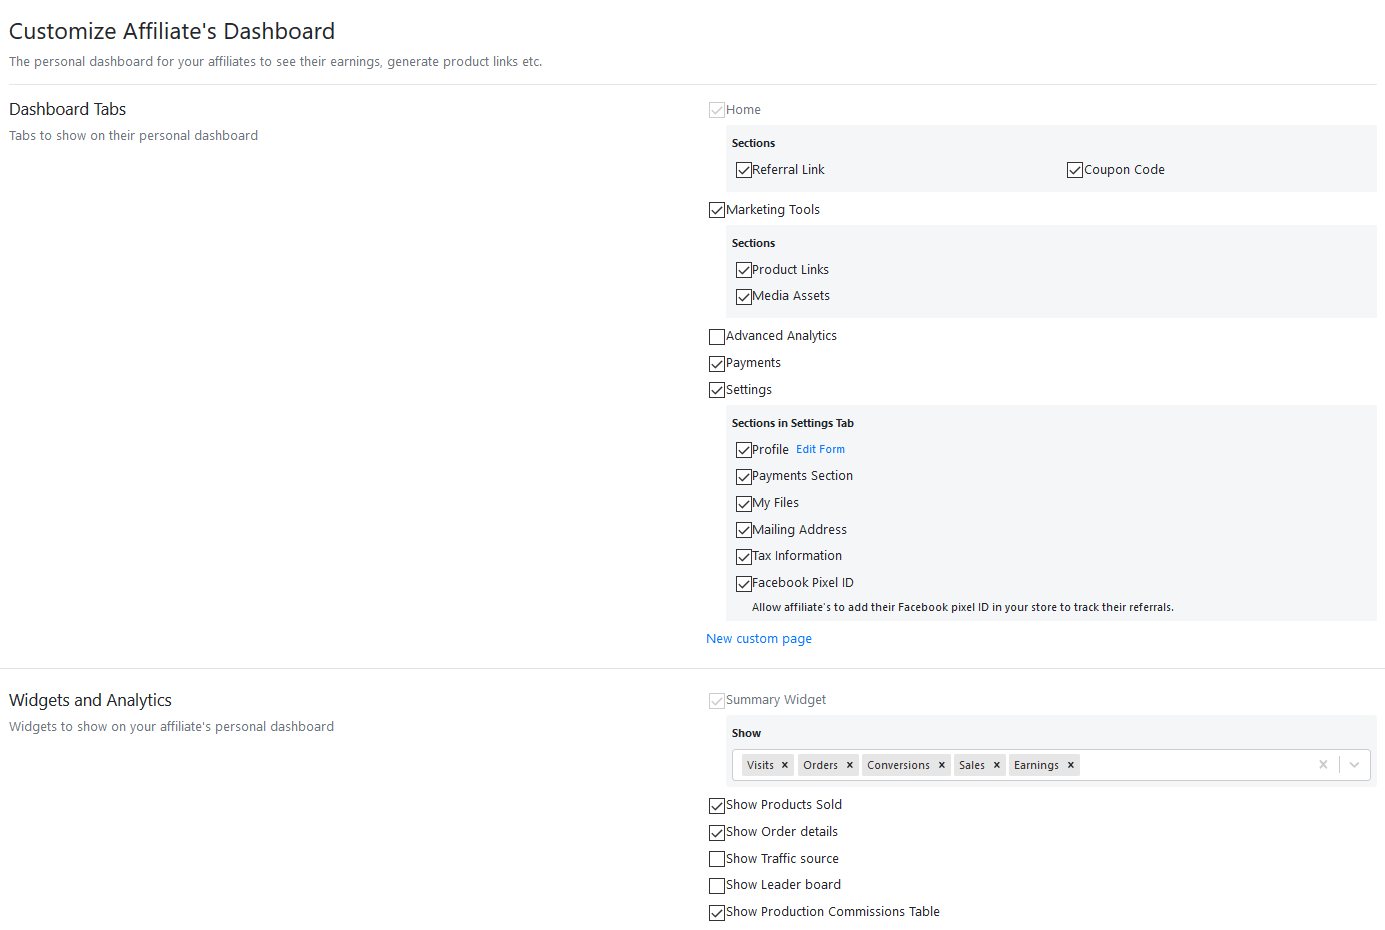 Customize Affiliate's Dashboard
The personal dashboard for your affiliates to see their earnings, generate product links etc.
Dashboard Tabs
Tabs to show on their personal dashboard
Home
Sections
Referral Link
Coupon Code
Marketing Tools
Sections
Product Links
Media Assets
Advanced Analytics
Payments
Settings
Sections in Settings Tab
Profile Edit Form
Payments Section
My Files
Mailing Address
Tax Information
Facebook Pixel ID
Allow affiliate's to add their Facebook pixel ID in your store to track their referrals.
New custom page
Widgets and Analytics
Widgets to show on your affiliate's personal dashboard
Summary Widget
Show
Visits × Orders × Conversions × Sales × Earnings ×
Show Products Sold
Show Order details
Show Traffic source
Show Leader board
Show Production Commissions Table